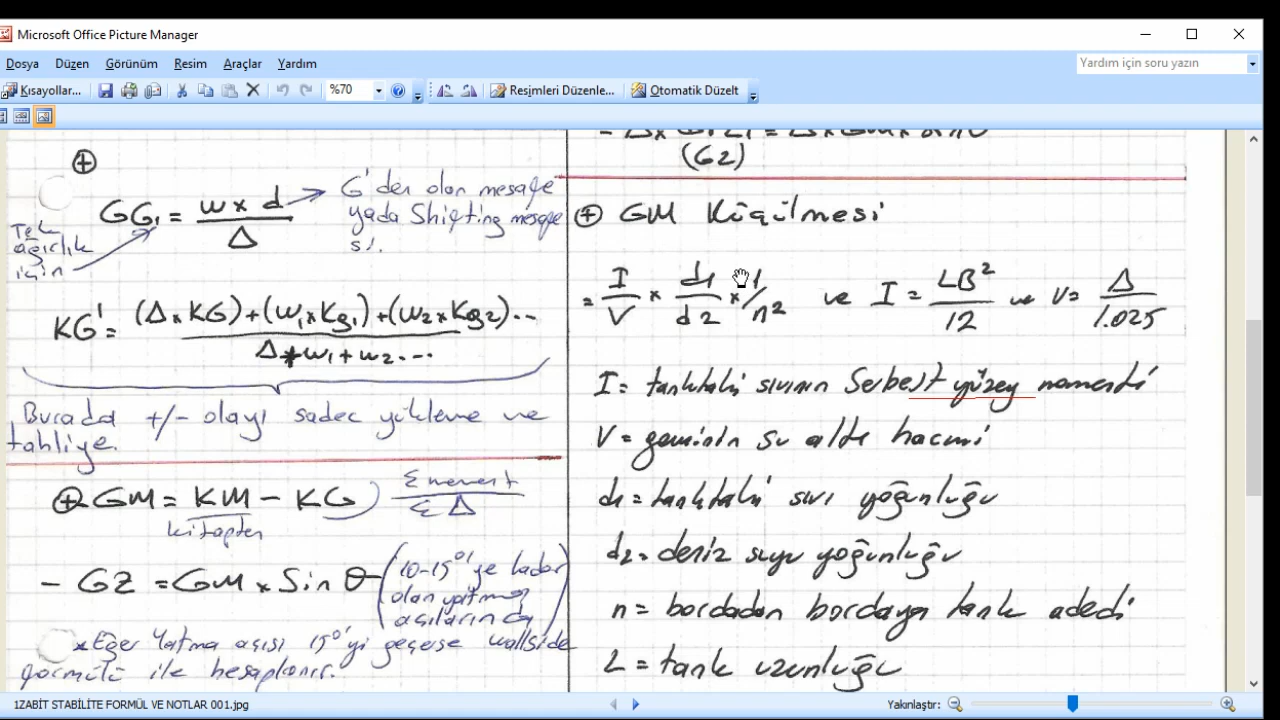 Microsoft Office Picture Manager
Dosya Düzen Görünüm Resim Araçlar Yardım
Yardım için soru yazın
Kısayollar... %70 Resimleri Düzenle... Otomatik Düzelt
⊕
GG₁ = w x d / Δ
G'den olan mesafe
yada Shifting mesafe
si.
Tek
ağırlık
için
KG' = (Δ x KG) + (w₁ x Kg₁) + (w₂ x Kg₂)... / Δ + w₁ + w₂...
Burada +/- olayı sadec yükleme ve
tahliye.
⊕ GM = KM - KG
Σ moment / Σ Δ
kitaptan
- GZ = GM x Sin θ
(10-15°'ye kadar
olan yatma
açılarında)
* Eğer Yatma açısı 15°'yi geçerse wallside
formülü ile hesaplanır.
(GZ)
⊕ GM Küçülmesi
= I/V x d1/d2 x 1/n² ve I = LB²/12 ve V = Δ/1.025
I = tanktaki sıvının Serbest yüzey momenti
V = geminin su altı hacmi
d1 = tanktaki sıvı yoğunluğu
d2 = deniz suyu yoğunluğu
n = bordadan bordaya tank adedi
L = tank uzunluğu
1ZABİT STABİLİTE FORMÜL VE NOTLAR 001.jpg
Yakınlaştır: